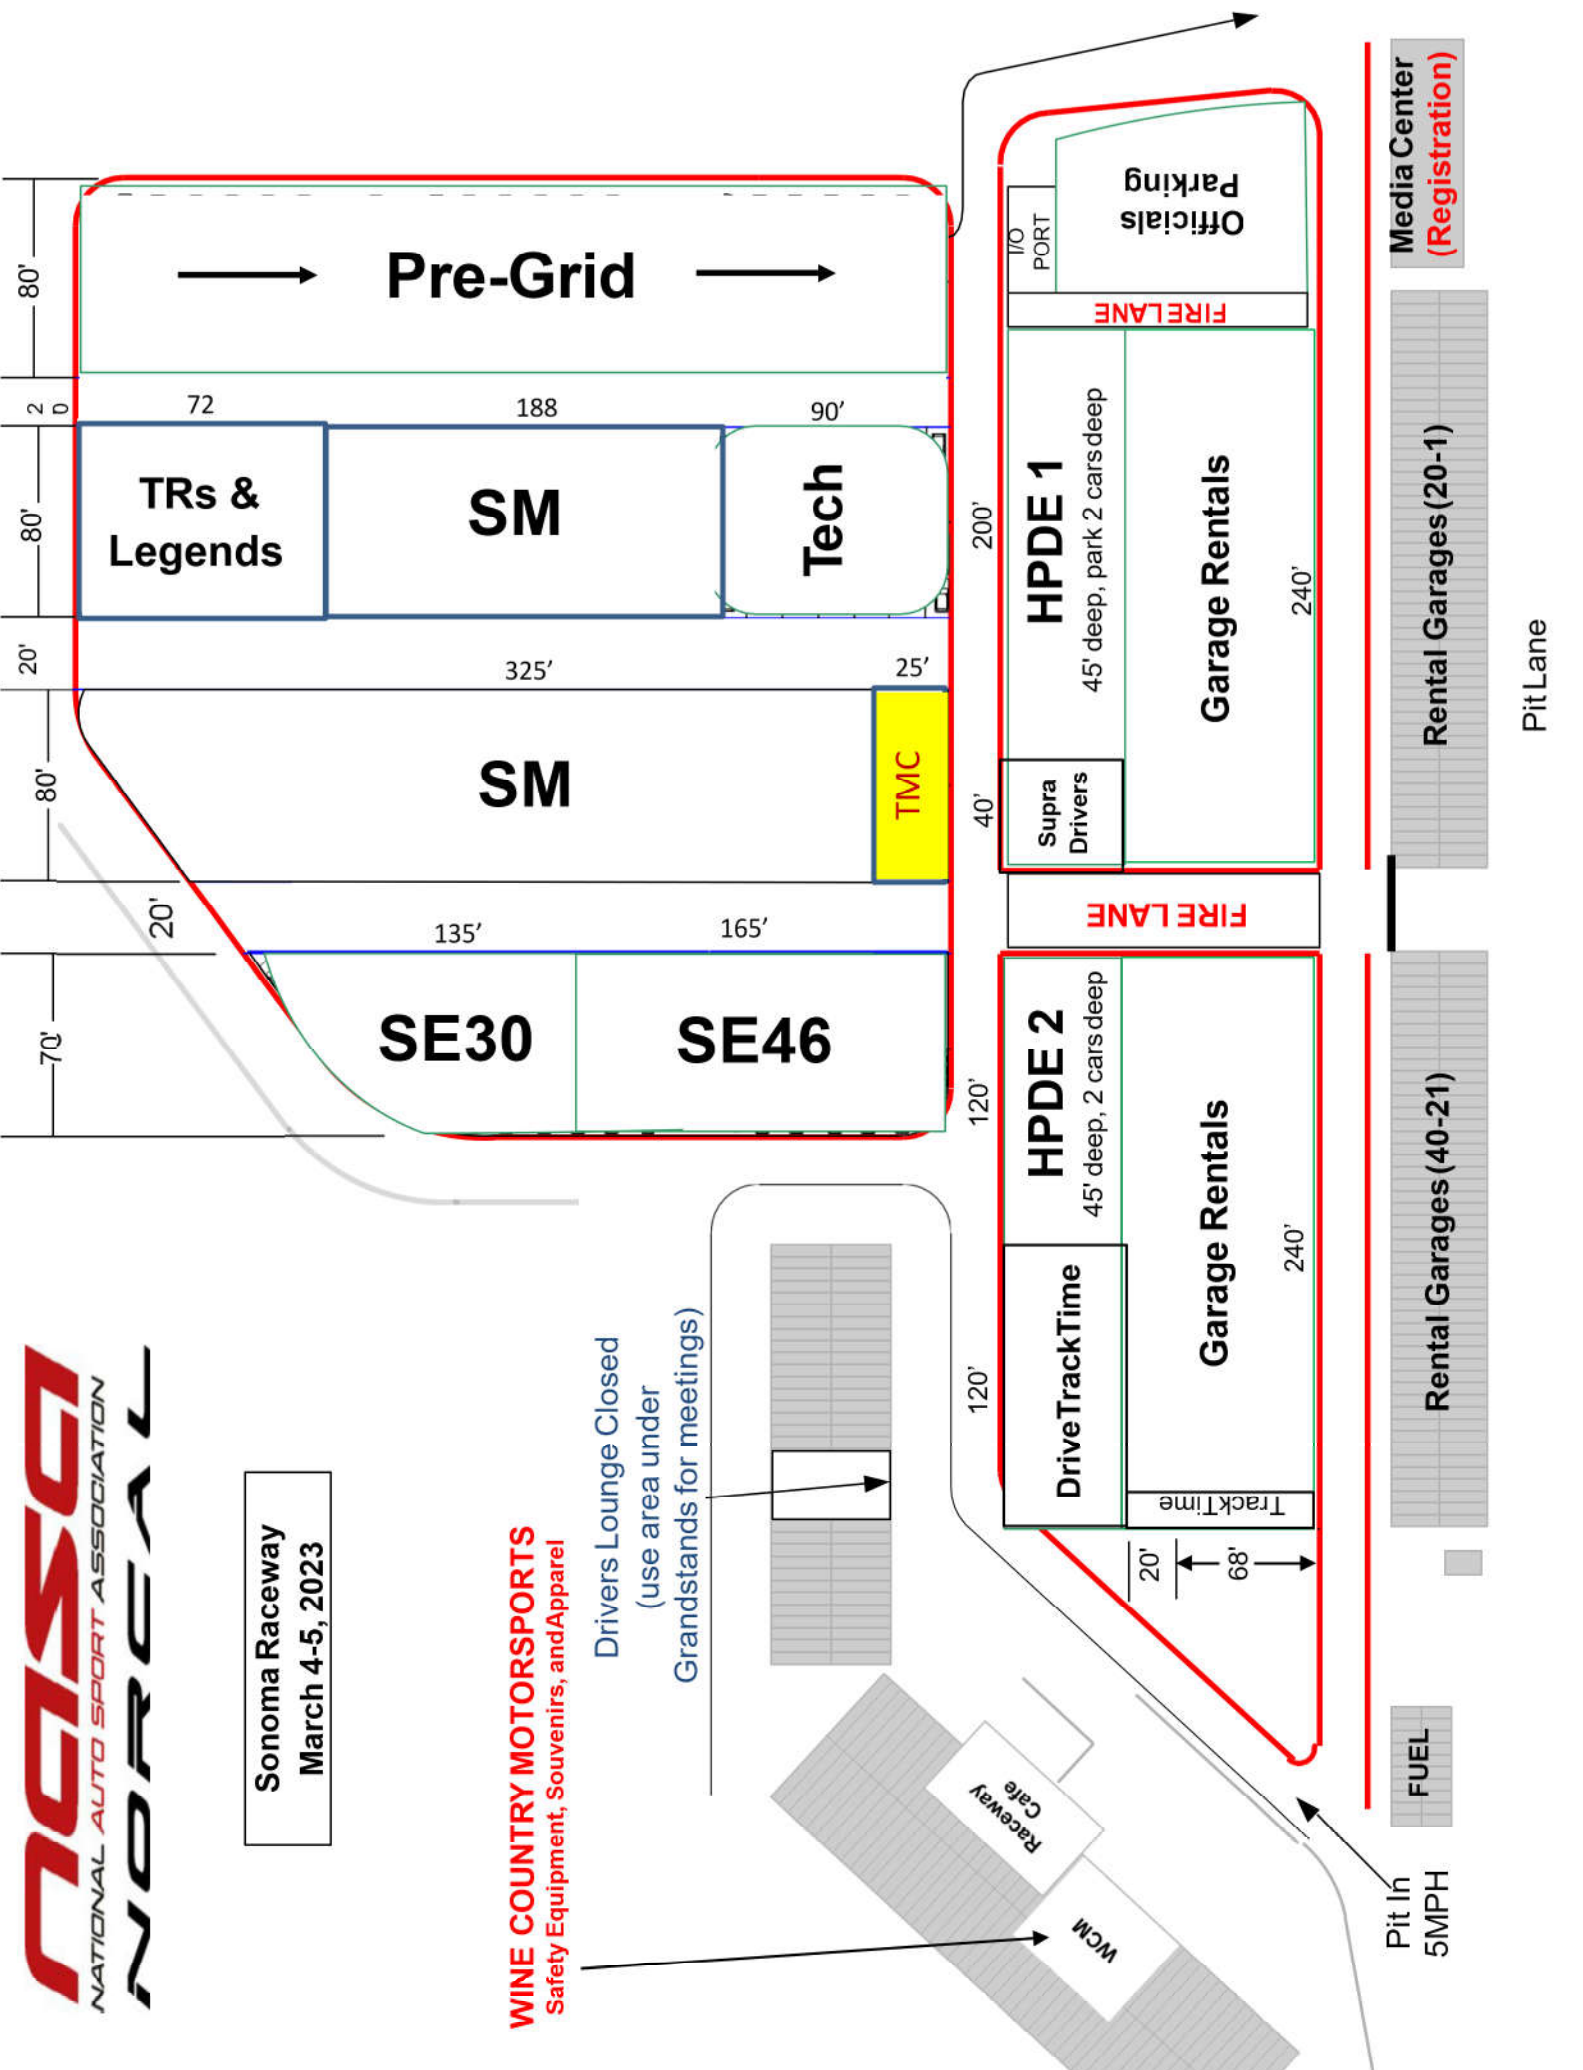 nasa
NATIONAL AUTO SPORT ASSOCIATION
NORCAL
Sonoma Raceway
March 4-5, 2023
80'
2
0
80'
20'
80'
20'
70'
Pre-Grid
72
188
90'
TRs &
Legends
SM
Tech
325'
25'
SM
TMC
135'
165'
SE30
SE46
I/O
PORT
Officials
Parking
FIRE LANE
200'
HPDE 1
45' deep, park 2 cars deep
Garage Rentals
240'
40'
Supra
Drivers
FIRE LANE
120'
HPDE 2
45' deep, 2 cars deep
Garage Rentals
240'
120'
DriveTrackTime
TrackTime
20'
68'
Media Center
(Registration)
Rental Garages (20-1)
Pit Lane
Rental Garages (40-21)
FUEL
Pit In
5MPH
Drivers Lounge Closed
(use area under
Grandstands for meetings)
WINE COUNTRY MOTORSPORTS
Safety Equipment, Souvenirs, and Apparel
Raceway
Cafe
WCM